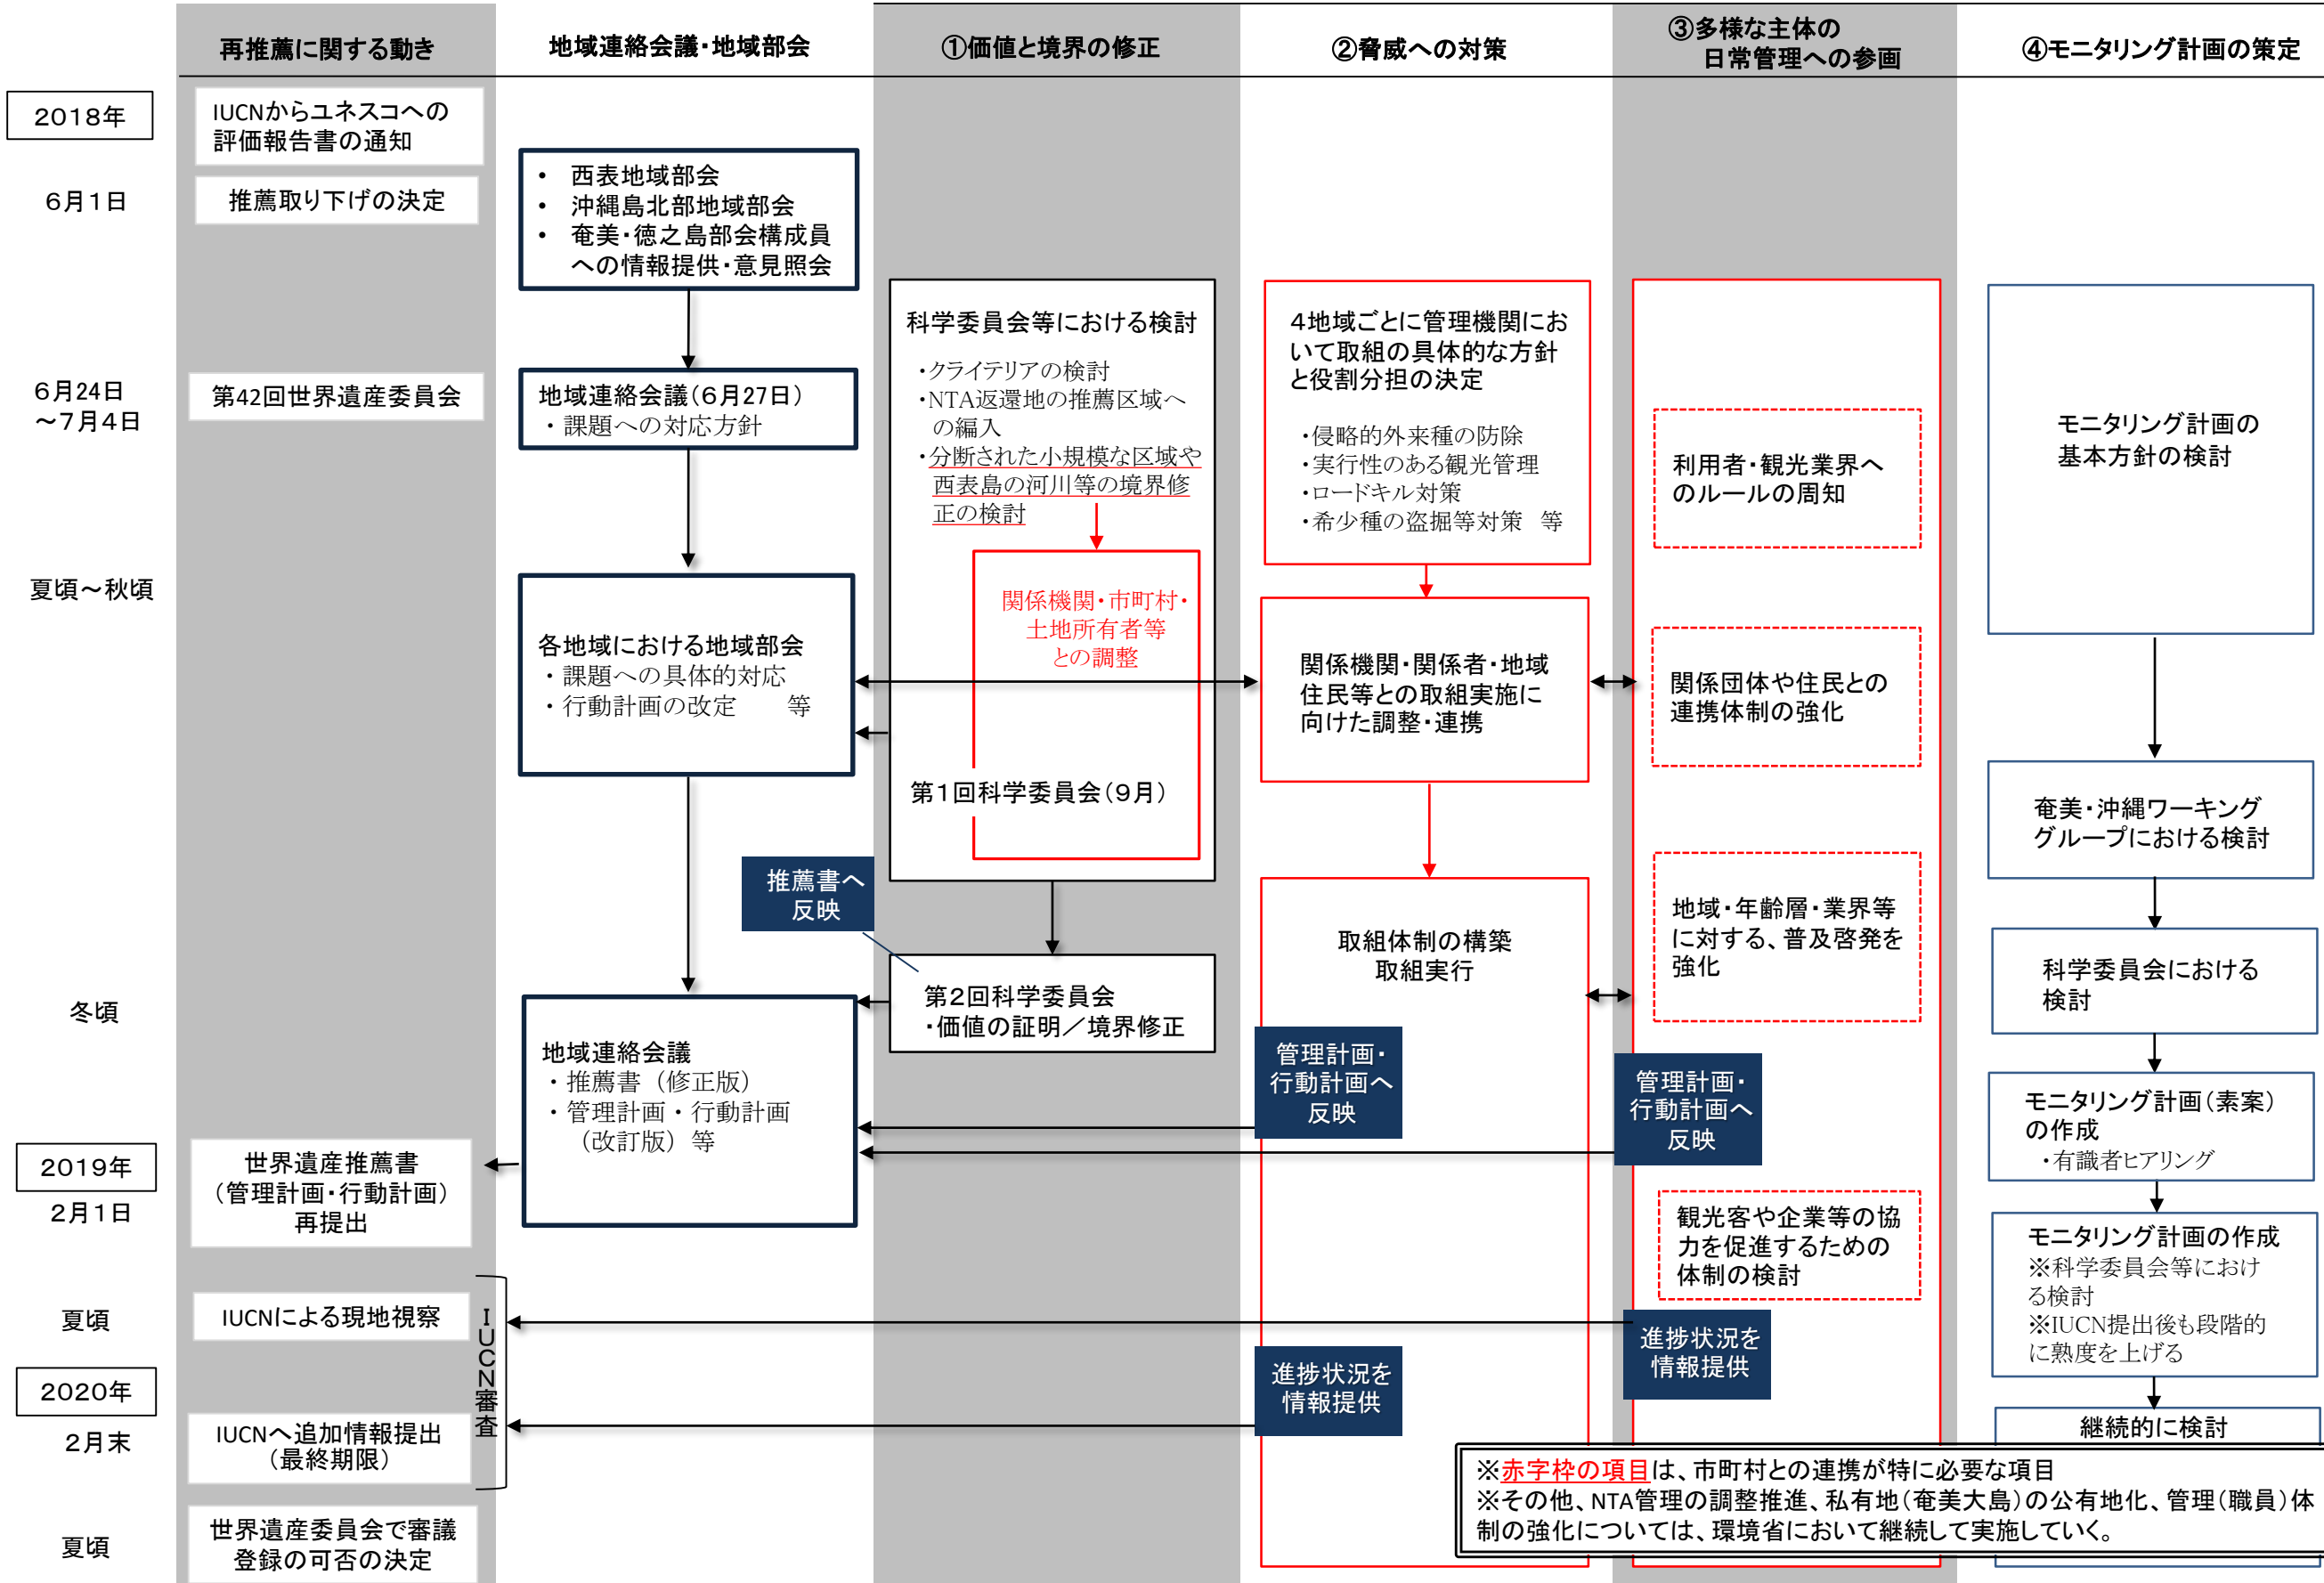 再推薦に関する動き
地域連絡会議・地域部会
①価値と境界の修正
②脅威への対策
③多様な主体の
日常管理への参画
④モニタリング計画の策定
2018年
6月1日
6月24日
～7月4日
夏頃～秋頃
冬頃
2019年
2月1日
夏頃
2020年
2月末
夏頃
IUCNからユネスコへの
評価報告書の通知
推薦取り下げの決定
第42回世界遺産委員会
世界遺産推薦書
（管理計画・行動計画）
再提出
IUCNによる現地視察
IUCNへ追加情報提出
（最終期限）
世界遺産委員会で審議
登録の可否の決定
IUCN審査
• 西表地域部会
• 沖縄島北部地域部会
• 奄美・徳之島部会構成員
への情報提供・意見照会
地域連絡会議（6月27日）
・課題への対応方針
各地域における地域部会
・課題への具体的対応
・行動計画の改定　　等
地域連絡会議
・推薦書（修正版）
・管理計画・行動計画
（改訂版）等
科学委員会等における検討
・クライテリアの検討
・NTA返還地の推薦区域へ
の編入
・分断された小規模な区域や
西表島の河川等の境界修
正の検討
関係機関・市町村・
土地所有者等
との調整
第1回科学委員会（9月）
推薦書へ
反映
第2回科学委員会
・価値の証明／境界修正
4地域ごとに管理機関にお
いて取組の具体的な方針
と役割分担の決定
・侵略的外来種の防除
・実行性のある観光管理
・ロードキル対策
・希少種の盗掘等対策　等
関係機関・関係者・地域
住民等との取組実施に
向けた調整・連携
取組体制の構築
取組実行
管理計画・
行動計画へ
反映
進捗状況を
情報提供
利用者・観光業界へ
のルールの周知
関係団体や住民との
連携体制の強化
地域・年齢層・業界等
に対する、普及啓発を
強化
管理計画・
行動計画へ
反映
観光客や企業等の協
力を促進するための
体制の検討
進捗状況を
情報提供
モニタリング計画の
基本方針の検討
奄美・沖縄ワーキング
グループにおける検討
科学委員会における
検討
モニタリング計画（素案）
の作成
・有識者ヒアリング
モニタリング計画の作成
※科学委員会等におけ
る検討
※IUCN提出後も段階的
に熟度を上げる
継続的に検討
※赤字枠の項目は、市町村との連携が特に必要な項目
※その他、NTA管理の調整推進、私有地（奄美大島）の公有地化、管理（職員）体
制の強化については、環境省において継続して実施していく。